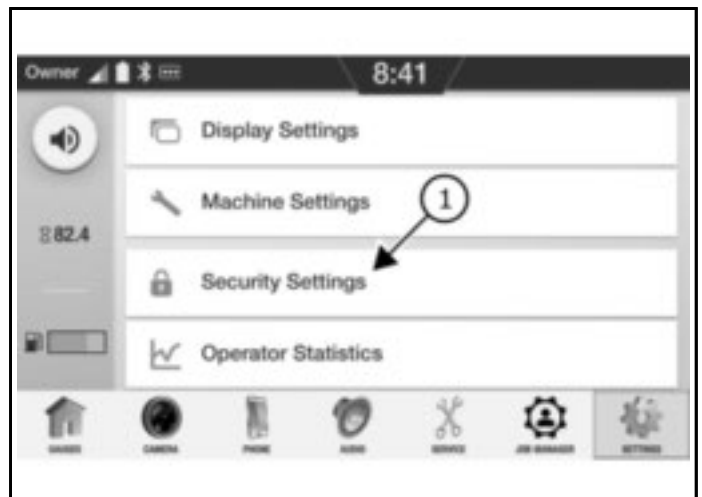 Owner 8:41
Display Settings
Machine Settings
1
82.4
Security Settings
Operator Statistics
GAUGES CAMERA PHONE AUDIO SERVICE JOB MANAGER SETTINGS